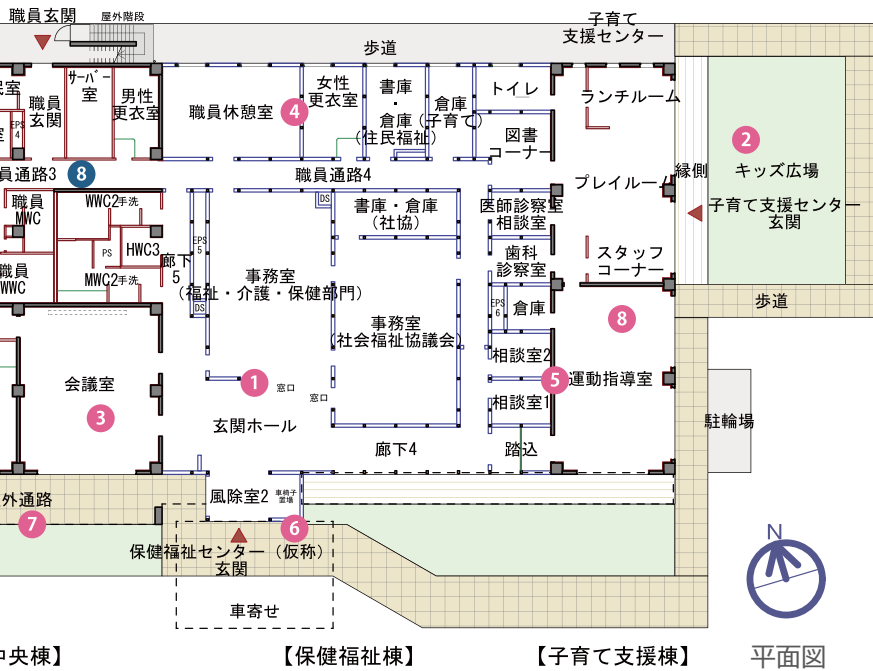 職員玄関
屋外階段
子育て
支援センター
歩道
サーバー
室
男性
更衣室
職員
玄関
EPS
4
職員休憩室
4
女性
更衣室
書庫
・
倉庫
（住民福祉）
倉庫
（子育て）
トイレ
図書
コーナー
ランチルーム
2
キッズ広場
縁側
子育て支援センター
玄関
員通路3
8
職員通路4
プレイルーム
職員
MWC
WWC2手洗
PS
HWC3
MWC2手洗
職員
WWC
廊下
5
EPS
5
DS
DS
書庫・倉庫
（社協）
医師診察室
相談室
歯科
診察室
スタッフ
コーナー
事務室
（福祉・介護・保健部門）
EPS
6
倉庫
歩道
8
事務室
（社会福祉協議会）
相談室2
会議室
3
1
窓口
窓口
5
運動指導室
相談室1
玄関ホール
廊下4
踏込
駐輪場
外通路
7
風除室2
車椅子
置場
6
保健福祉センター（仮称）
玄関
車寄せ
N
中央棟】
【保健福祉棟】
【子育て支援棟】
平面図